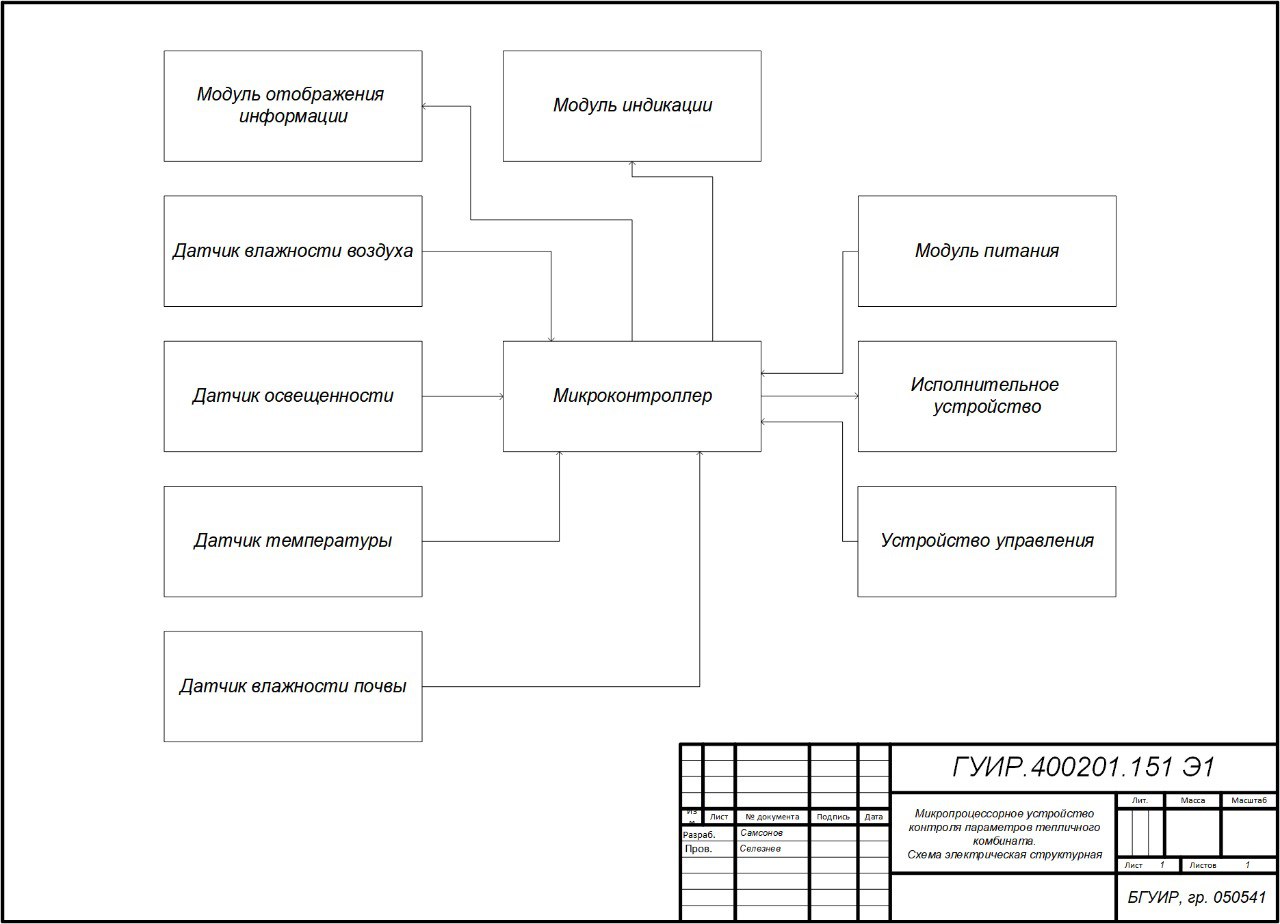 Модуль отображения
информации
Модуль индикации
Датчик влажности воздуха
Модуль питания
Датчик освещенности
Микроконтроллер
Исполнительное
устройство
Датчик температуры
Устройство управления
Датчик влажности почвы
ГУИР.400201.151 Э1
Микропроцессорное устройство
контроля параметров тепличного
комбината.
Схема электрическая структурная
Лит. Масса Масштаб
Из
м Лист № документа Подпись Дата
Разраб. Самсонов
Пров. Селезнев
Лист 1 Листов 1
БГУИР, гр. 050541